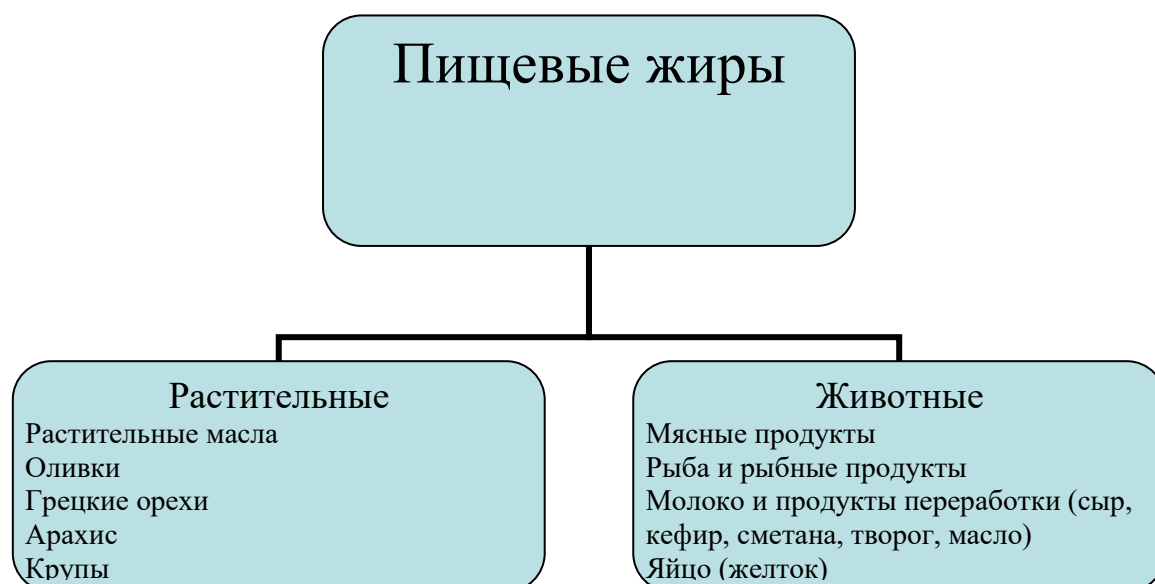 Пищевые жиры
Растительные
Растительные масла
Оливки
Грецкие орехи
Арахис
Крупы
Животные
Мясные продукты
Рыба и рыбные продукты
Молоко и продукты переработки (сыр,
кефир, сметана, творог, масло)
Яйцо (желток)